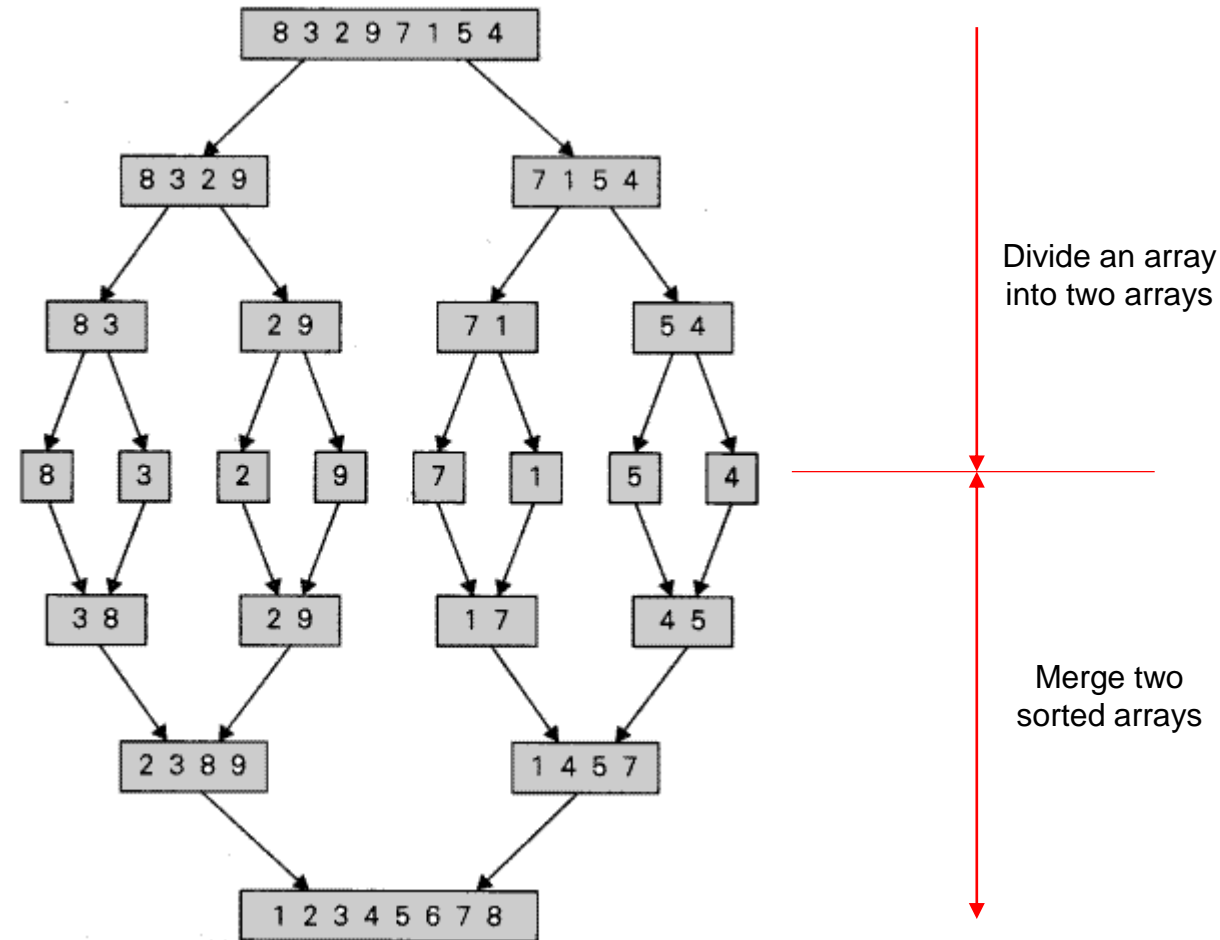 8 3 2 9 7 1 5 4
8 3 2 9
7 1 5 4
Divide an array
into two arrays
8 3
2 9
7 1
5 4
8
3
2
9
7
1
5
4
3 8
2 9
1 7
4 5
Merge two
sorted arrays
2 3 8 9
1 4 5 7
1 2 3 4 5 6 7 8